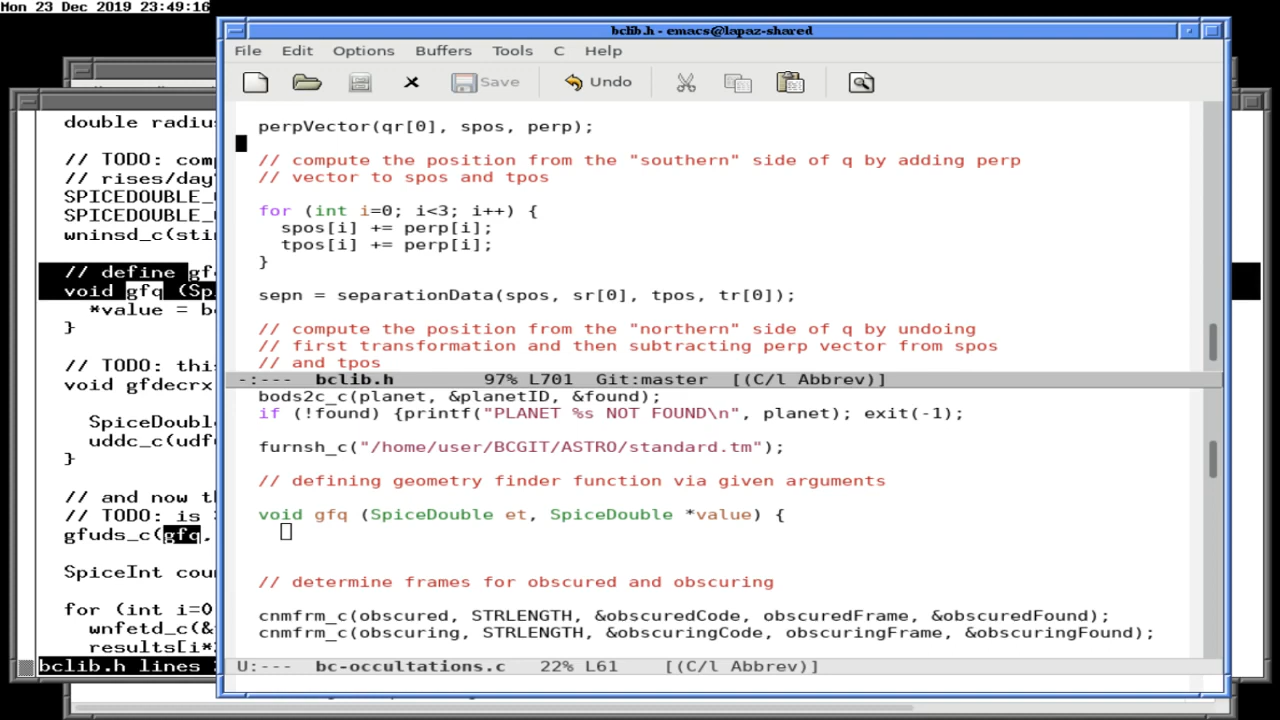 Mon 23 Dec 2019 23:49:16
bclib.h - emacs@lapaz-shared
File Edit Options Buffers Tools C Help
Save Undo
perpVector(qr[0], spos, perp);
// compute the position from the "southern" side of q by adding perp
// vector to spos and tpos
for (int i=0; i<3; i++) {
spos[i] += perp[i];
tpos[i] += perp[i];
}
sepn = separationData(spos, sr[0], tpos, tr[0]);
// compute the position from the "northern" side of q by undoing
// first transformation and then subtracting perp vector from spos
// and tpos
-:--- bclib.h 97% L701 Git:master [(C/l Abbrev)]
bods2c_c(planet, &planetID, &found);
if (!found) {printf("PLANET %s NOT FOUND\n", planet); exit(-1);
furnsh_c("/home/user/BCGIT/ASTRO/standard.tm");
// defining geometry finder function via given arguments
void gfq (SpiceDouble et, SpiceDouble *value) {
// determine frames for obscured and obscuring
cnmfrm_c(obscured, STRLENGTH, &obscuredCode, obscuredFrame, &obscuredFound);
cnmfrm_c(obscuring, STRLENGTH, &obscuringCode, obscuringFrame, &obscuringFound);
U:--- bc-occultations.c 22% L61 [(C/l Abbrev)]
double radiu
// TODO: com
// rises/day
SPICEDOUBLE_
SPICEDOUBLE_
wninsd_c(sti
// define gf
void gfq (Sp
*value = b
}
// TODO: this
void gfdecrx
SpiceDoubl
uddc_c(udf
}
// and now th
// TODO: is
gfuds_c(gfq,
SpiceInt cou
for (int i=0
wnfetd_c(&
results[i*
bclib.h lines